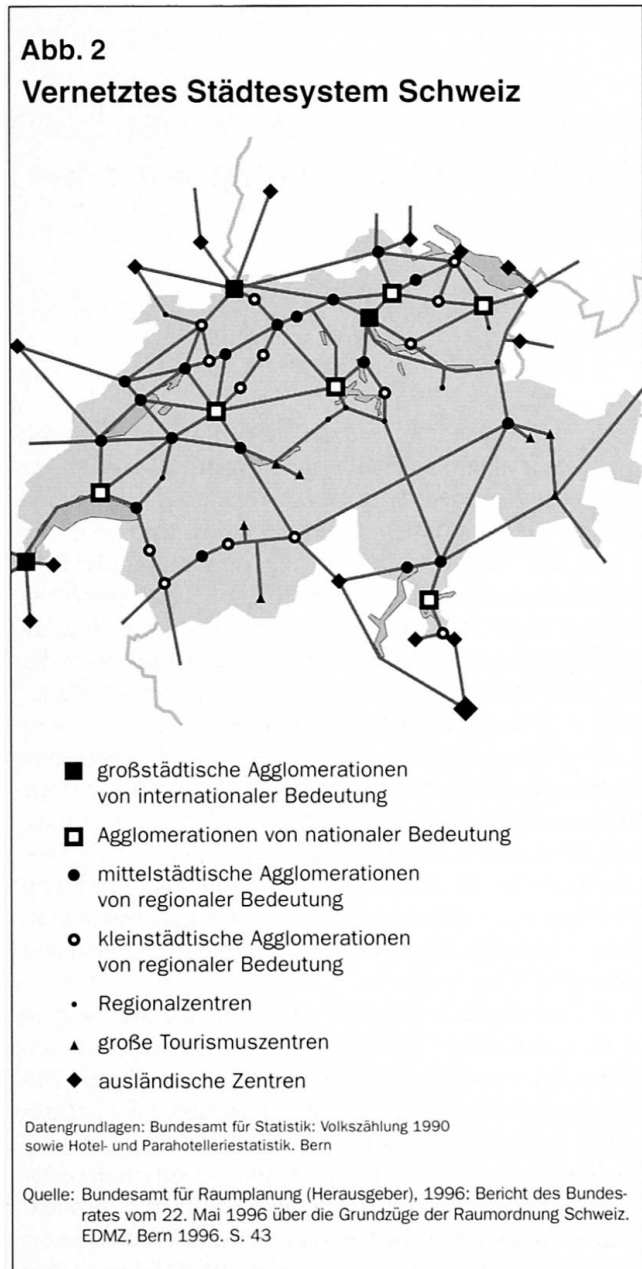 Abb. 2
Vernetztes Städtesystem Schweiz
großstädtische Agglomerationen
von internationaler Bedeutung
Agglomerationen von nationaler Bedeutung
mittelstädtische Agglomerationen
von regionaler Bedeutung
kleinstädtische Agglomerationen
von regionaler Bedeutung
Regionalzentren
große Tourismuszentren
ausländische Zentren
Datengrundlagen: Bundesamt für Statistik: Volkszählung 1990
sowie Hotel- und Parahotelleriestatistik. Bern
Quelle: Bundesamt für Raumplanung (Herausgeber), 1996: Bericht des Bundes-
rates vom 22. Mai 1996 über die Grundzüge der Raumordnung Schweiz.
EDMZ, Bern 1996. S. 43